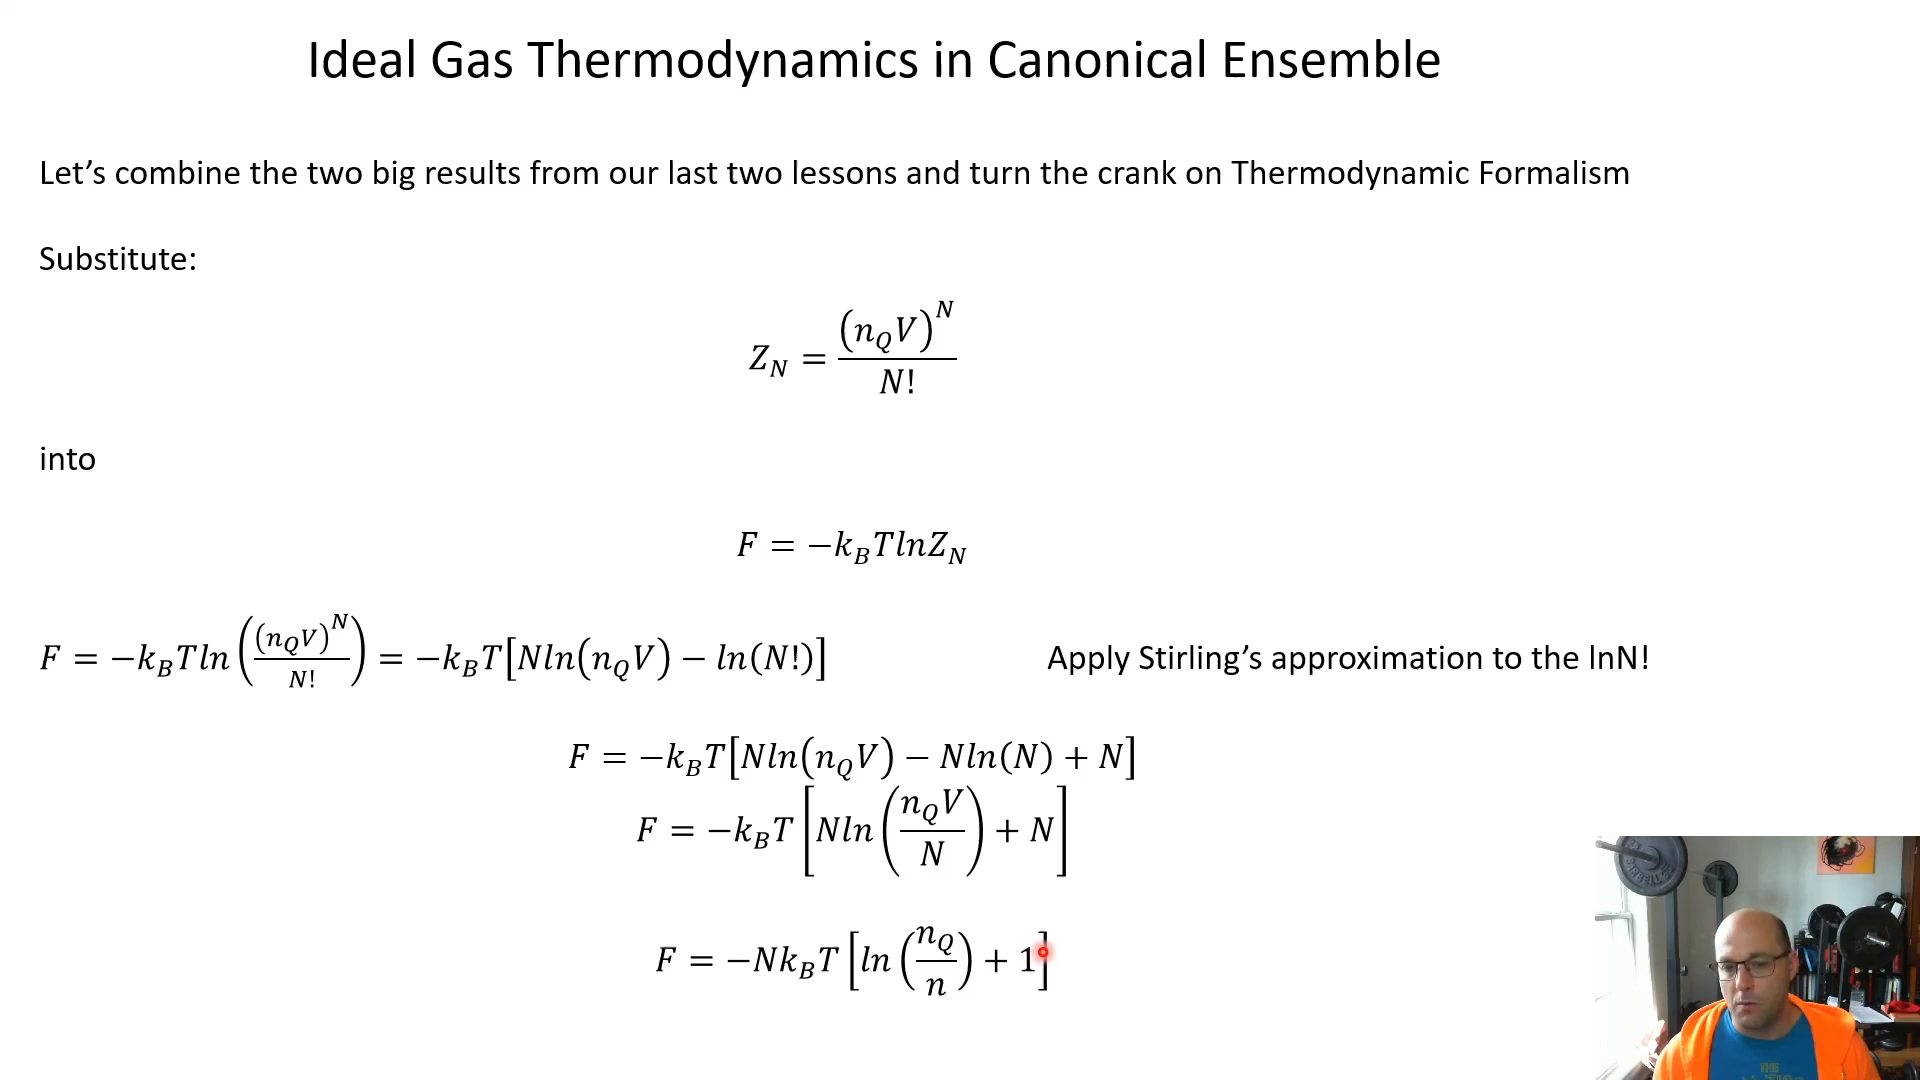 Ideal Gas Thermodynamics in Canonical Ensemble
Let's combine the two big results from our last two lessons and turn the crank on Thermodynamic Formalism
Substitute:
Z_N = (n_Q V)^N / N!
into
F = −k_B T ln Z_N
F = −k_B T ln ( (n_Q V)^N / N! ) = −k_B T [N ln(n_Q V) − ln(N!)] Apply Stirling's approximation to the lnN!
F = −k_B T [N ln(n_Q V) − N ln(N) + N]
F = −k_B T [N ln ( n_Q V / N ) + N]
F = −N k_B T [ln ( n_Q / n ) + 1]
THE